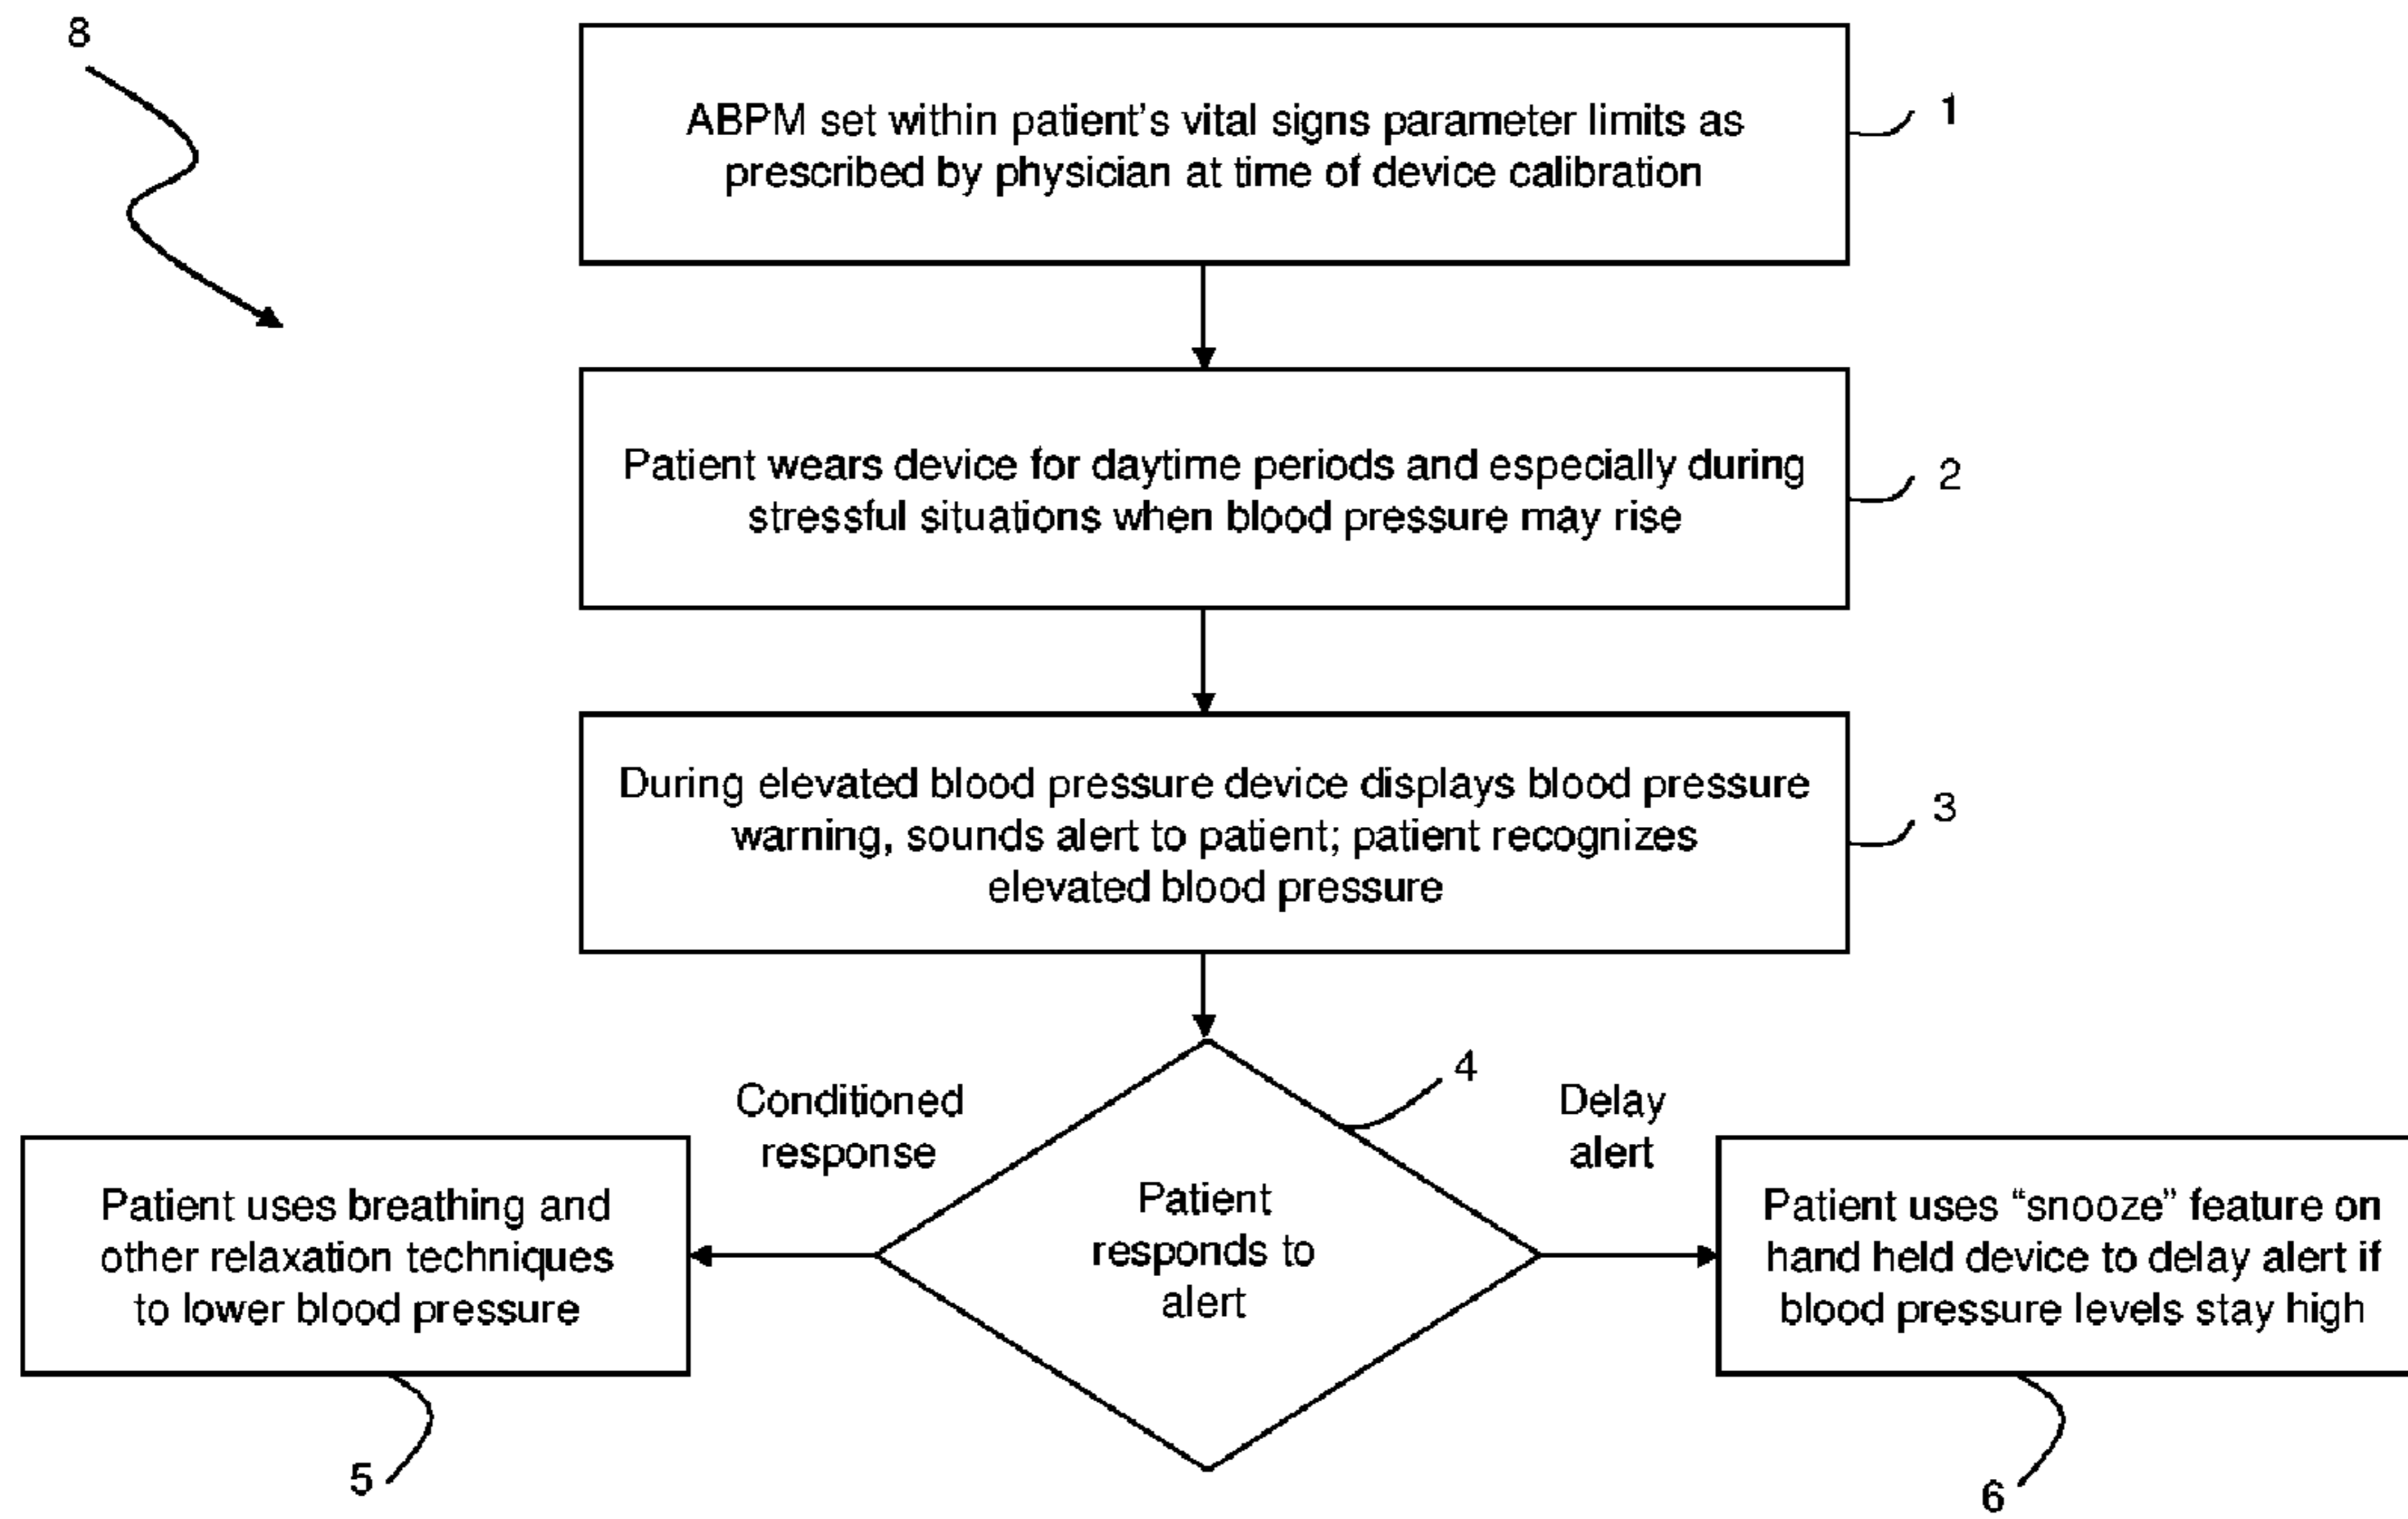 8
ABPM set within patient's vital signs parameter limits as
prescribed by physician at time of device calibration
1
Patient wears device for daytime periods and especially during
stressful situations when blood pressure may rise
2
During elevated blood pressure device displays blood pressure
warning, sounds alert to patient; patient recognizes
elevated blood pressure
3
4
Conditioned
response
Delay
alert
Patient uses breathing and
other relaxation techniques
to lower blood pressure
Patient
responds to
alert
Patient uses “snooze” feature on
hand held device to delay alert if
blood pressure levels stay high
5
6